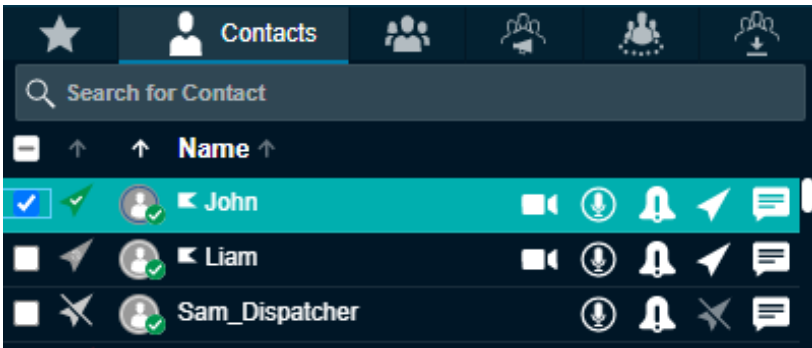 Contacts
Search for Contact
Name
John
Liam
Sam_Dispatcher